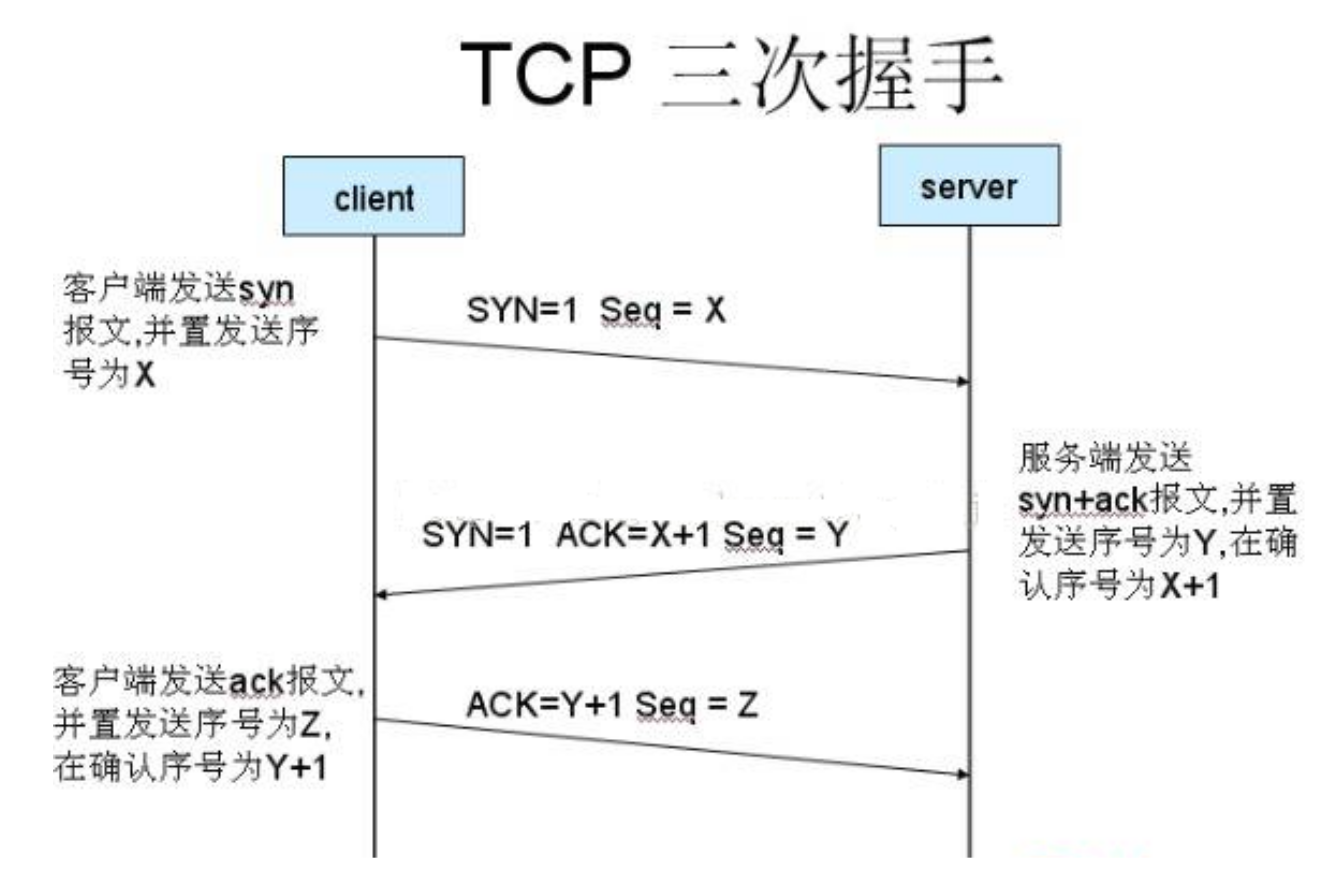 TCP 三次握手
client
server
客户端发送syn
报文,并置发送序
号为X
SYN=1 Seq = X
服务端发送
syn+ack报文,并置
发送序号为Y,在确
认序号为X+1
SYN=1 ACK=X+1 Seq = Y
客户端发送ack报文,
并置发送序号为Z,
在确认序号为Y+1
ACK=Y+1 Seq = Z